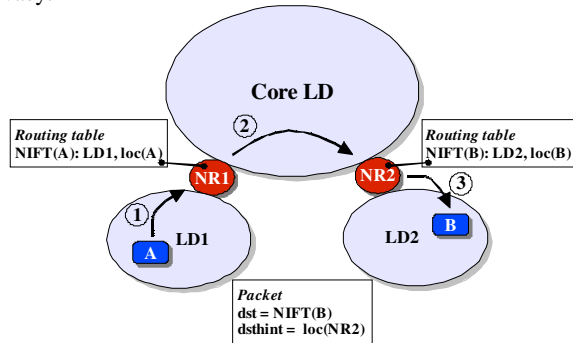 Core LD
2
Routing table
NIFT(A): LD1, loc(A)
Routing table
NIFT(B): LD2, loc(B)
NR1
NR2
3
1
A
LD1
B
LD2
Packet
dst = NIFT(B)
dsthint = loc(NR2)